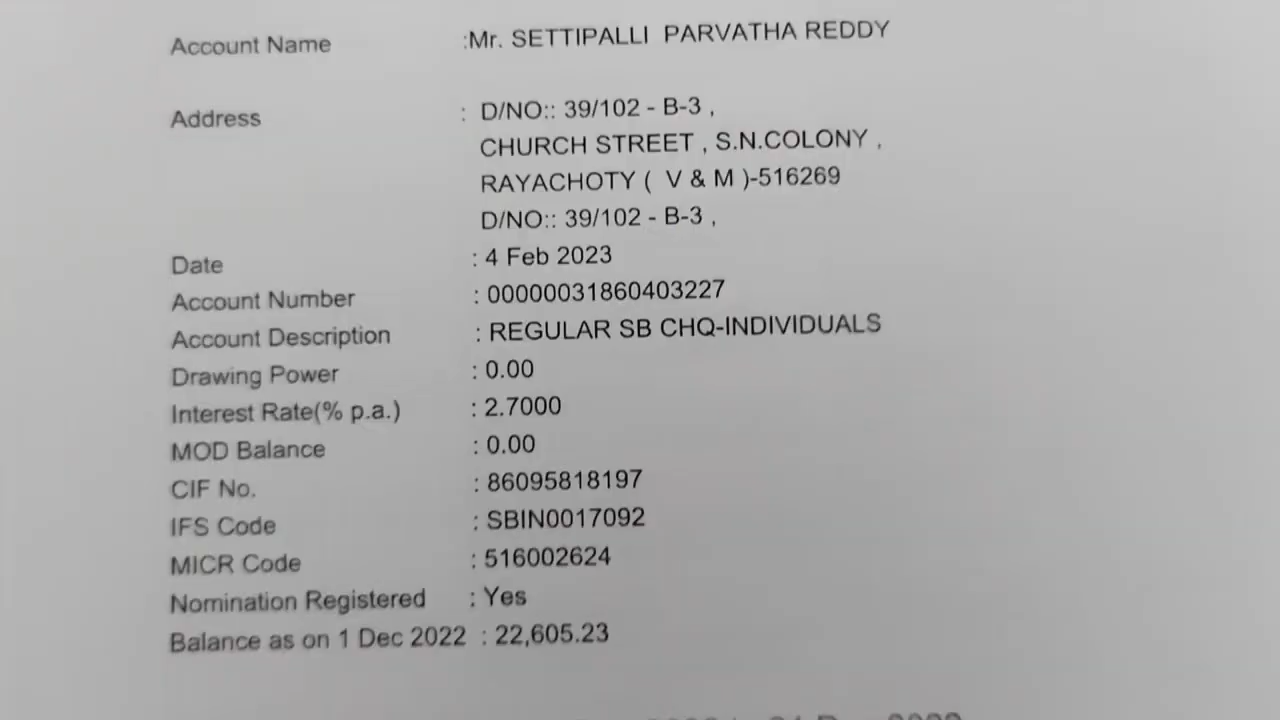 Account Name :Mr. SETTIPALLI PARVATHA REDDY
Address : D/NO:: 39/102 - B-3 ,
CHURCH STREET , S.N.COLONY ,
RAYACHOTY ( V & M )-516269
D/NO:: 39/102 - B-3 ,
Date : 4 Feb 2023
Account Number : 00000031860403227
Account Description : REGULAR SB CHQ-INDIVIDUALS
Drawing Power : 0.00
Interest Rate(% p.a.) : 2.7000
MOD Balance : 0.00
CIF No. : 86095818197
IFS Code : SBIN0017092
MICR Code : 516002624
Nomination Registered : Yes
Balance as on 1 Dec 2022 : 22,605.23